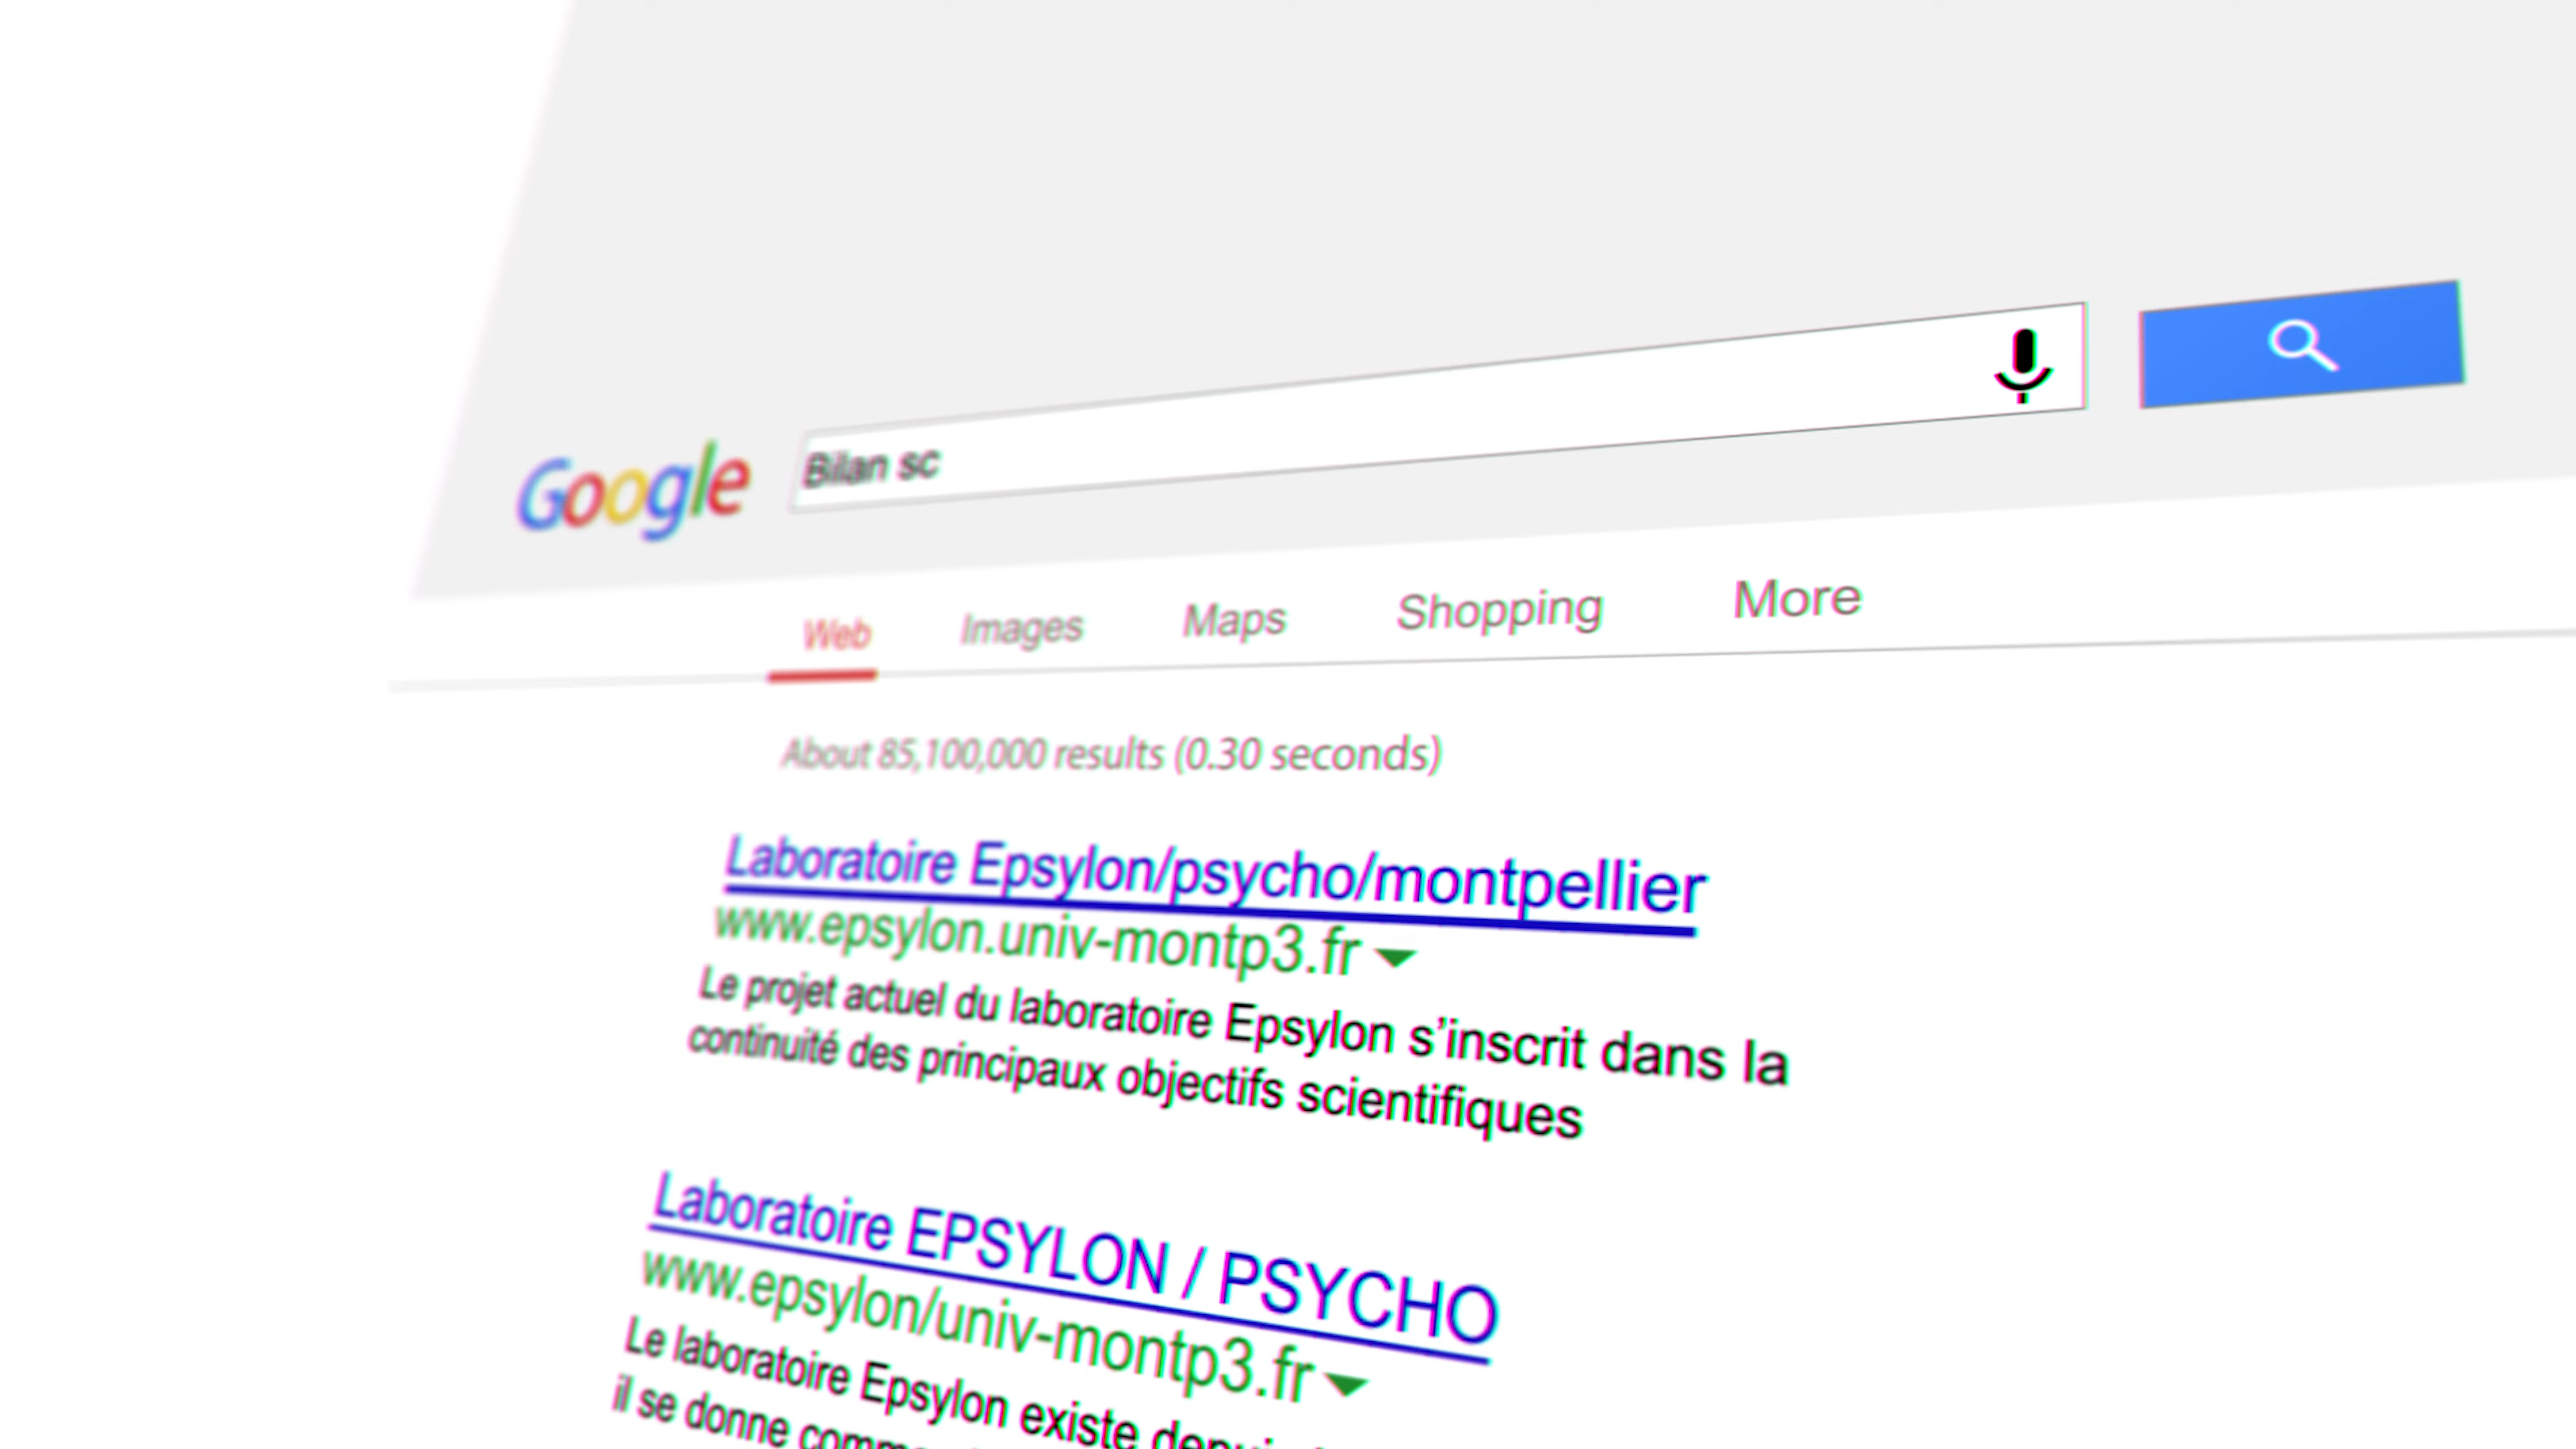 Google
Bilan sc
Web Images Maps Shopping More
About 85,100,000 results (0.30 seconds)
Laboratoire Epsylon/psycho/montpellier
www.epsylon.univ-montp3.fr
Le projet actuel du laboratoire Epsylon s'inscrit dans la
continuité des principaux objectifs scientifiques
Laboratoire EPSYLON / PSYCHO
www.epsylon/univ-montp3.fr
Le laboratoire Epsylon existe
il se donne